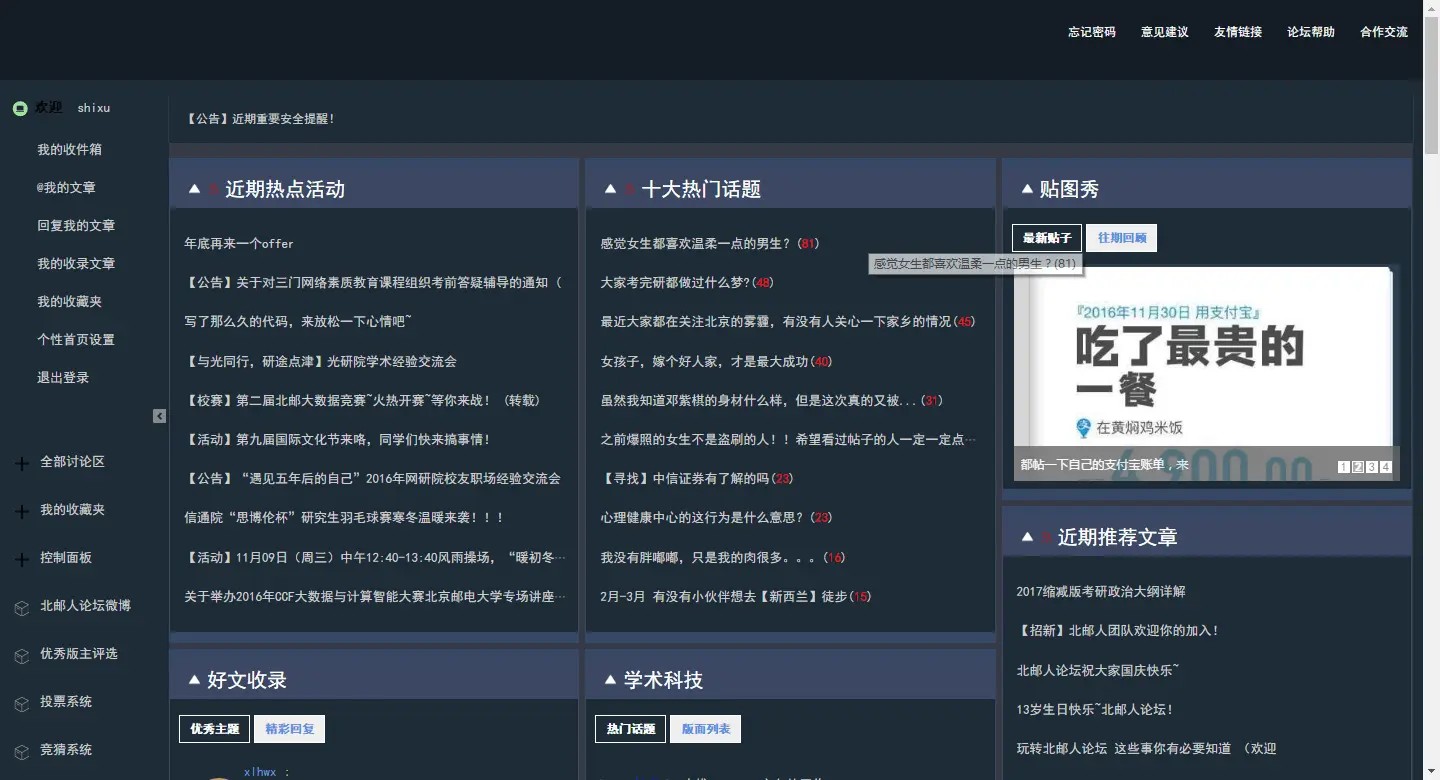 忘记密码 意见建议 友情链接 论坛帮助 合作交流
欢迎 shixu
我的收件箱
@我的文章
回复我的文章
我的收录文章
我的收藏夹
个性首页设置
退出登录
全部讨论区
我的收藏夹
控制面板
北邮人论坛微博
优秀版主评选
投票系统
竞猜系统
【公告】近期重要安全提醒！
近期热点活动
年底再来一个offer
【公告】关于对三门网络素质教育课程组织考前答疑辅导的通知（
写了那么久的代码，来放松一下心情吧~
【与光同行，研途点津】光研院学术经验交流会
【校赛】第二届北邮大数据竞赛~火热开赛~等你来战！（转载）
【活动】第九届国际文化节来咯，同学们快来搞事情！
【公告】“遇见五年后的自己”2016年网研院校友职场经验交流会
信通院“思博伦杯”研究生羽毛球赛寒冬温暖来袭！！！
【活动】11月09日（周三）中午12:40-13:40风雨操场，“暖初冬…
关于举办2016年CCF大数据与计算智能大赛北京邮电大学专场讲座…
好文收录
优秀主题 精彩回复
xlhwx :
十大热门话题
感觉女生都喜欢温柔一点的男生？(81)
感觉女生都喜欢温柔一点的男生？(81)
大家考完研都做过什么梦?(48)
最近大家都在关注北京的雾霾，有没有人关心一下家乡的情况(45)
女孩子，嫁个好人家，才是最大成功(40)
虽然我知道邓紫棋的身材什么样，但是这次真的又被...(31)
之前爆照的女生不是盗刷的人！！希望看过帖子的人一定一定点…
【寻找】中信证券有了解的吗(23)
心理健康中心的这行为是什么意思？(23)
我没有胖嘟嘟，只是我的肉很多。。。(16)
2月-3月 有没有小伙伴想去【新西兰】徒步(15)
学术科技
热门话题 版面列表
贴图秀
最新贴子 往期回顾
『2016年11月30日 用支付宝』
吃了最贵的
一餐
在黄焖鸡米饭
都帖一下自己的支付宝账单，来
1 2 3 4
近期推荐文章
2017缩减版考研政治大纲详解
【招新】北邮人团队欢迎你的加入！
北邮人论坛祝大家国庆快乐~
13岁生日快乐~北邮人论坛！
玩转北邮人论坛 这些事你有必要知道 （欢迎